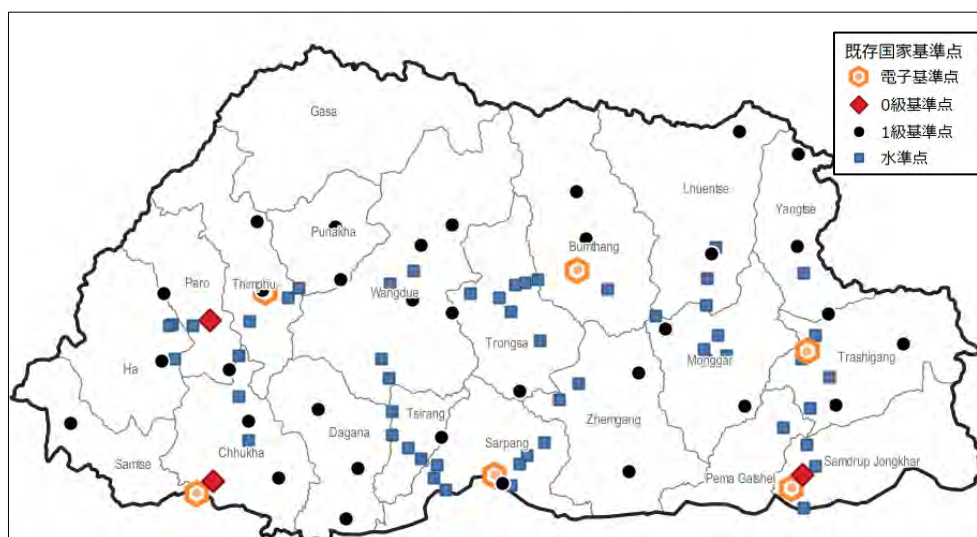 既存国家基準点
電子基準点
0級基準点
1級基準点
水準点
Gasa
Lhuentse
Yangtse
Punakha
Bumthang
Paro
Thimphu
Wangdue
Trongsa
Ha
Monggar
Trashigang
Tsirang
Zhemgang
Dagana
Sarpang
Samtse
Chhukha
Pema Gatshel
Samdrup Jongkhar